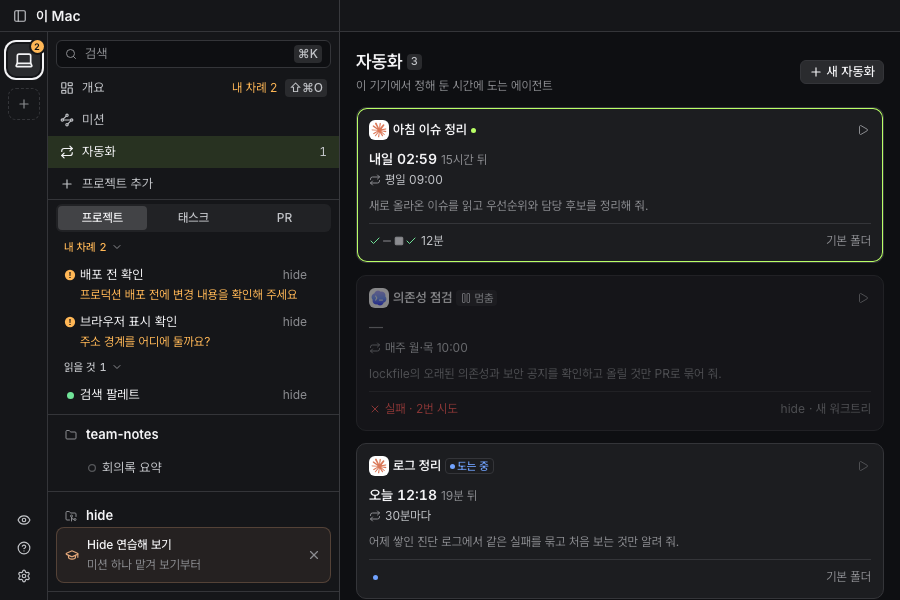 이 Mac
2
검색 ⌘K
개요 내 차례 2 ⇧⌘O
미션
자동화 1
프로젝트 추가
프로젝트 태스크 PR
내 차례 2
배포 전 확인 hide
프로덕션 배포 전에 변경 내용을 확인해 주세요
브라우저 표시 확인 hide
주소 경계를 어디에 둘까요?
읽을 것 1
검색 팔레트 hide
team-notes
회의록 요약
hide
Hide 연습해 보기
미션 하나 맡겨 보기부터
자동화 3
이 기기에서 정해 둔 시간에 도는 에이전트
새 자동화
아침 이슈 정리
내일 02:59 15시간 뒤
평일 09:00
새로 올라온 이슈를 읽고 우선순위와 담당 후보를 정리해 줘.
12분 기본 폴더
의존성 점검 멈춤
—
매주 월·목 10:00
lockfile의 오래된 의존성과 보안 공지를 확인하고 올릴 것만 PR로 묶어 줘.
실패 · 2번 시도 hide · 새 워크트리
로그 정리 도는 중
오늘 12:18 19분 뒤
30분마다
어제 쌓인 진단 로그에서 같은 실패를 묶고 처음 보는 것만 알려 줘.
기본 폴더